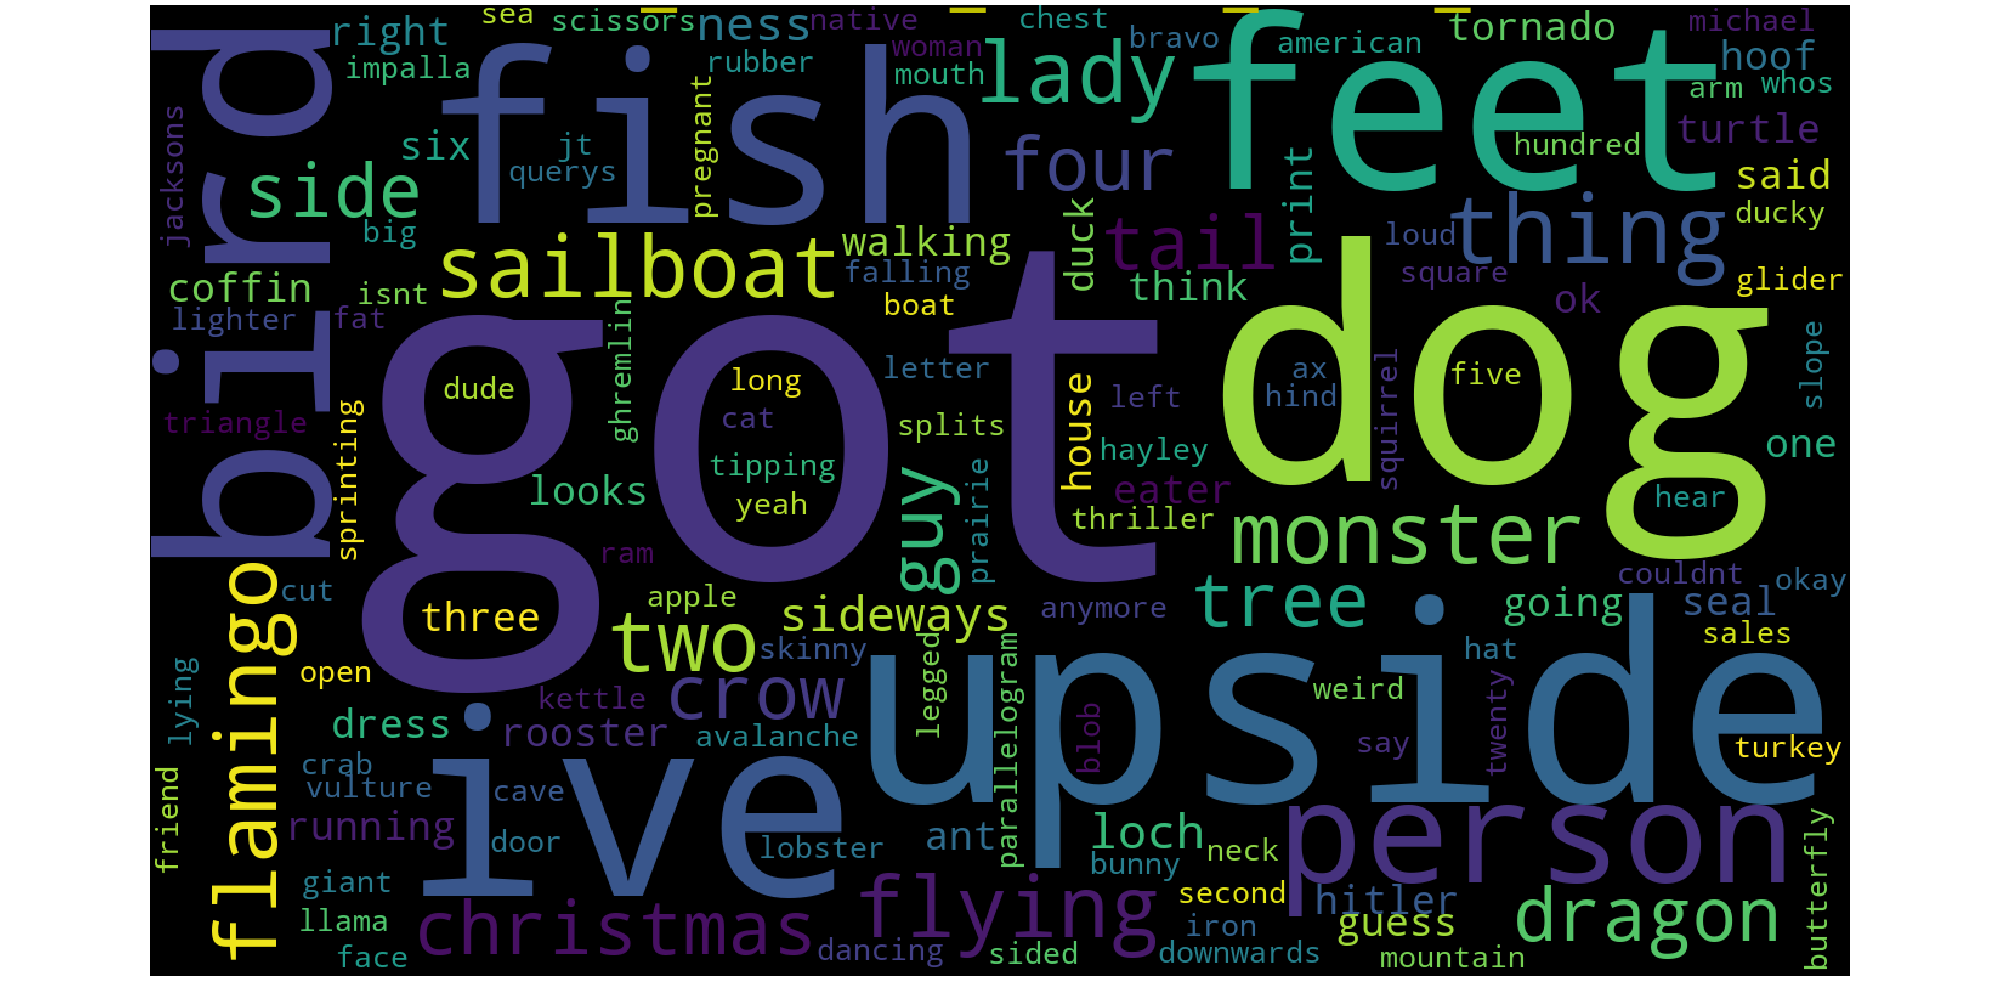 sea
scissors
ness
native
chest
bravo
michael
right
woman
american
tornado
hoof
impalla
rubber
mouth
lady
arm
whos
bird
fish
feet
jacksons
six
jt
querys
pregnant
four
hundred
turtle
side
print
thing
said
ducky
big
sailboat
walking
duck
tail
loud
coffin
isnt
falling
think
square
ok
glider
lighter
fat
boat
got
dog
ghremlin
dude
long
letter
house
left
ax
hind
squirrel
five
slope
triangle
cat
splits
sprinting
tipping
hayley
one
looks
yeah
guy
prairie
eater
thriller
hear
ram
monster
flamingo
cut
three
apple
two
sideways
anymore
tree
couldnt
okay
going
seal
sales
lying
open
skinny
legged
parallelogram
upside
hat
kettle
crow
weird
twenty
dress
rooster
avalanche
blob
say
turkey
friend
crab
vulture
cave
ive
running
door
lobster
ant
loch
bunny
neck
person
butterfly
giant
second
hitler
llama
christmas
flying
iron
guess
dragon
face
dancing
sided
downwards
mountain